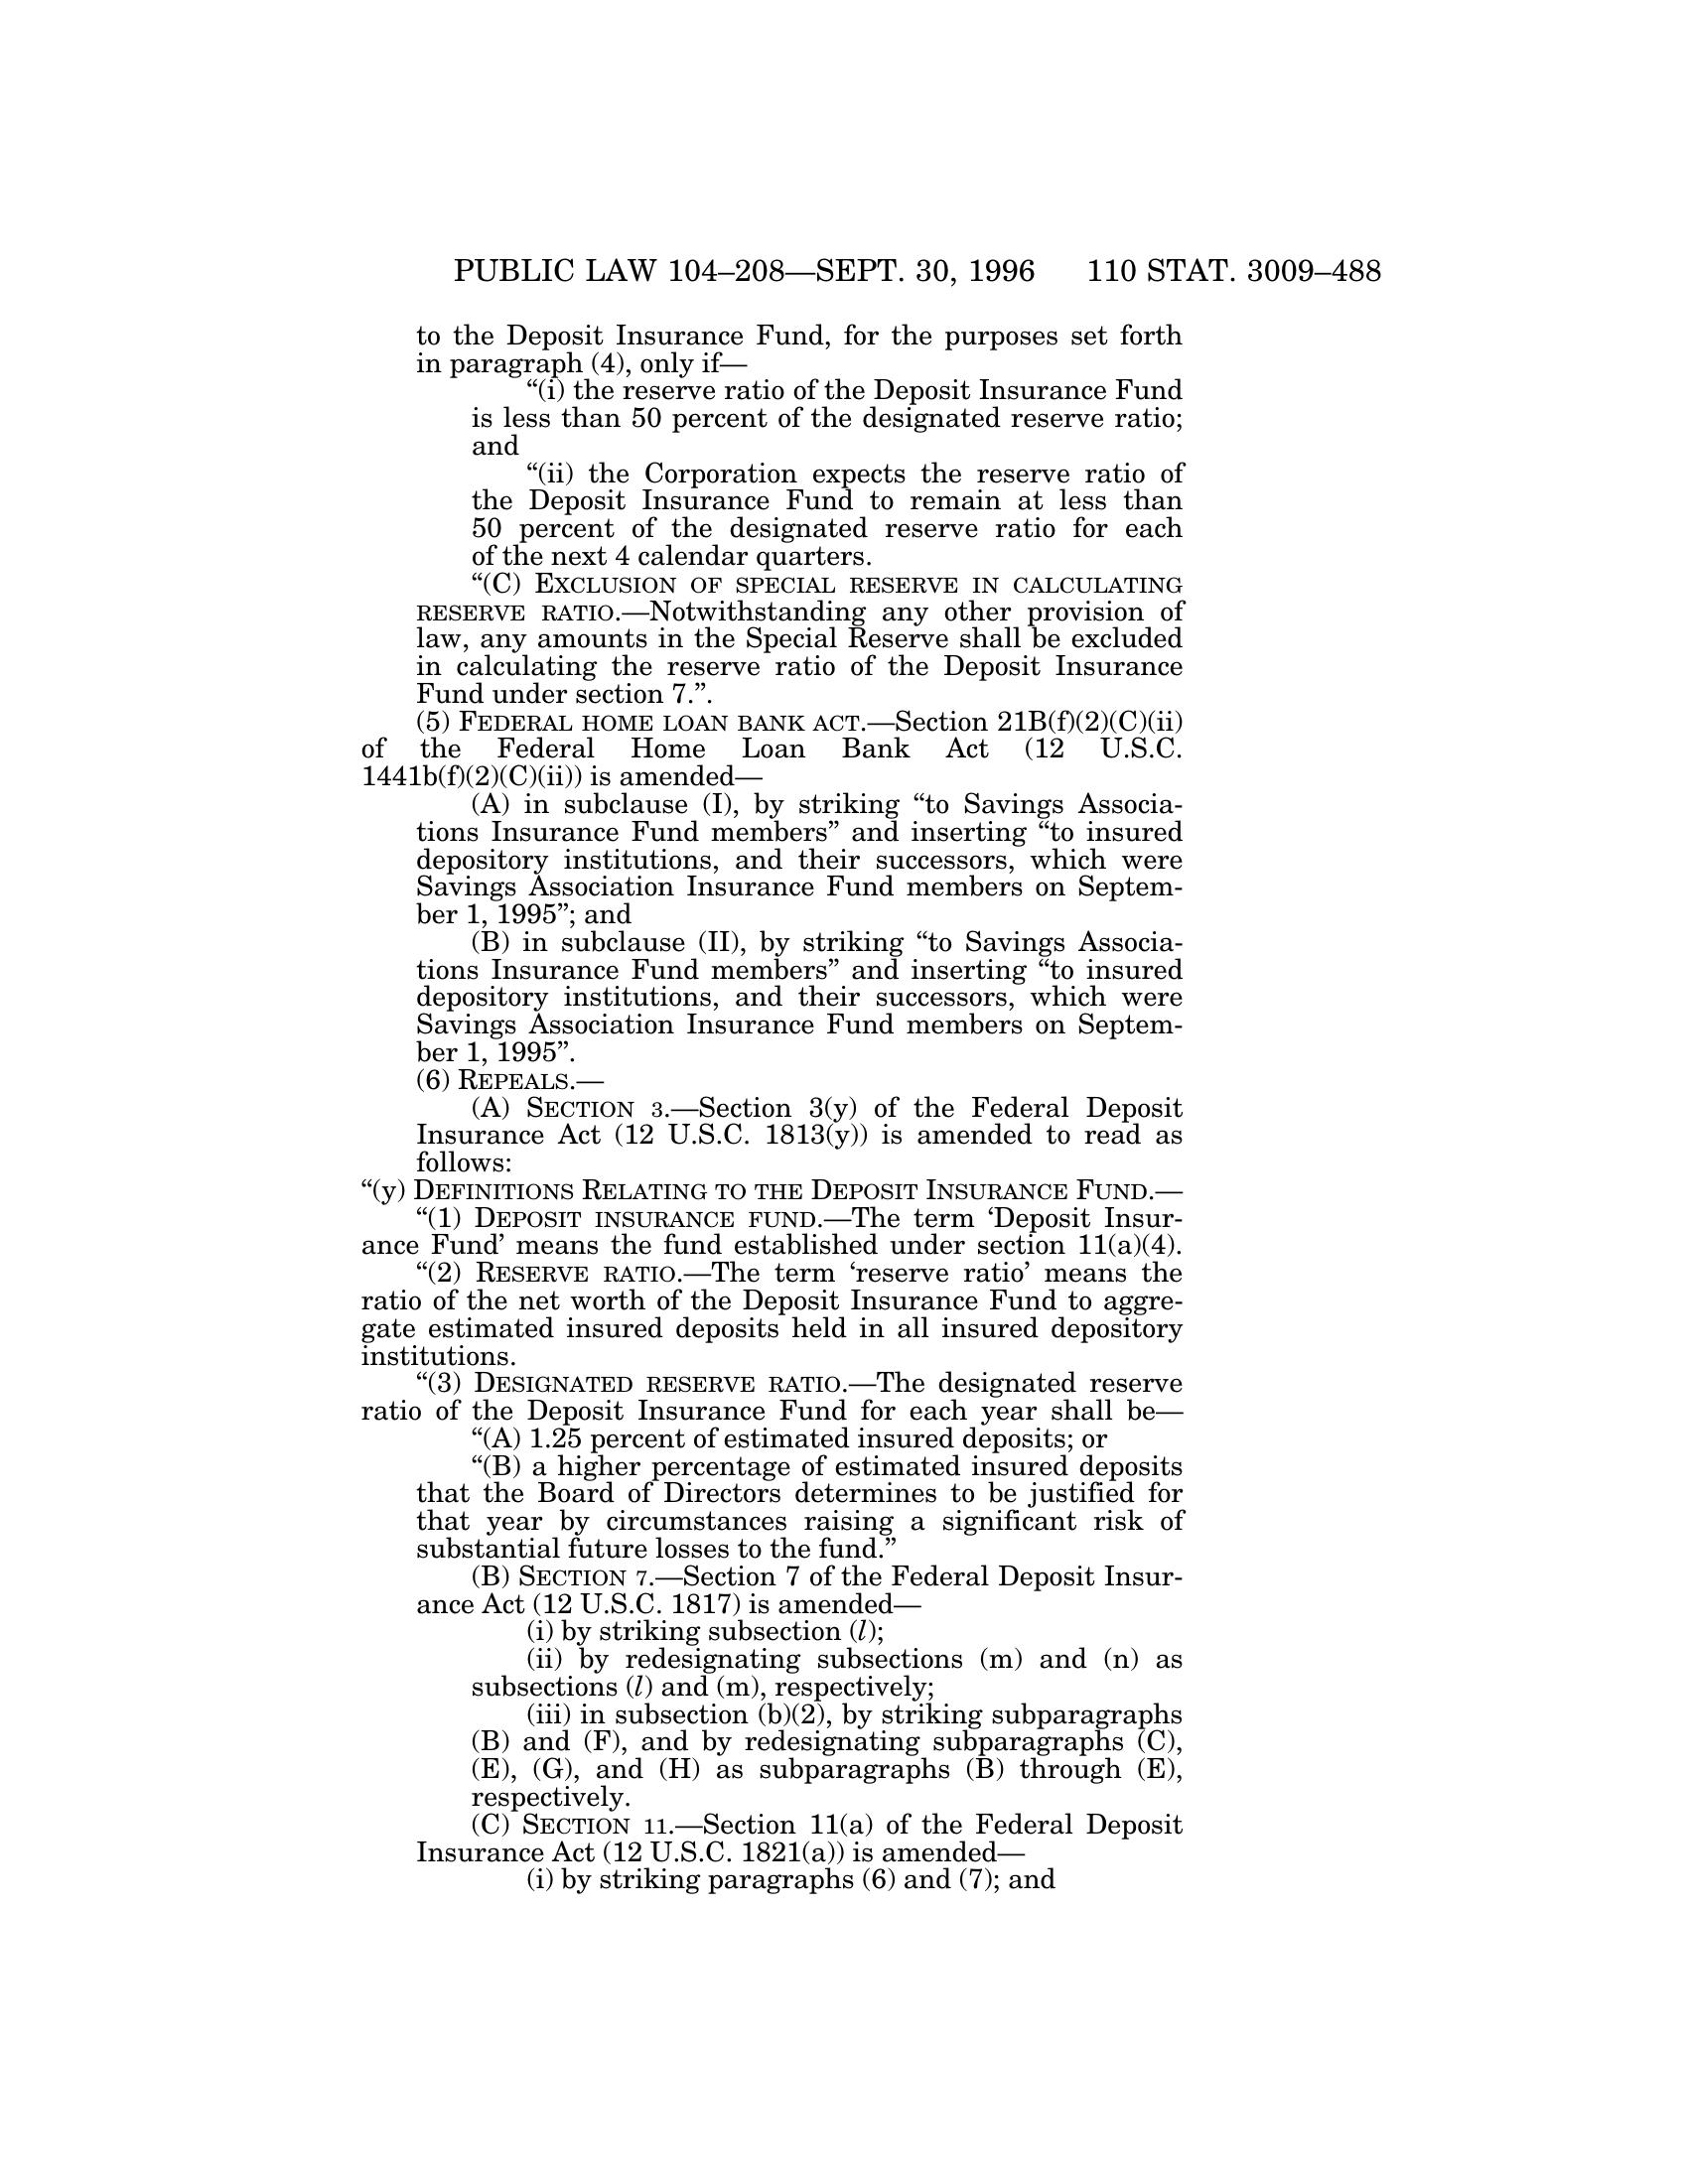 PUBLIC LAW 104–208—SEPT. 30, 1996 110 STAT. 3009–488
to the Deposit Insurance Fund, for the purposes set forth
in paragraph (4), only if—
“(i) the reserve ratio of the Deposit Insurance Fund
is less than 50 percent of the designated reserve ratio;
and
“(ii) the Corporation expects the reserve ratio of
the Deposit Insurance Fund to remain at less than
50 percent of the designated reserve ratio for each
of the next 4 calendar quarters.
“(C) EXCLUSION OF SPECIAL RESERVE IN CALCULATING
RESERVE RATIO.—Notwithstanding any other provision of
law, any amounts in the Special Reserve shall be excluded
in calculating the reserve ratio of the Deposit Insurance
Fund under section 7.”.
(5) FEDERAL HOME LOAN BANK ACT.—Section 21B(f)(2)(C)(ii)
of the Federal Home Loan Bank Act (12 U.S.C.
1441b(f)(2)(C)(ii)) is amended—
(A) in subclause (I), by striking “to Savings Associa-
tions Insurance Fund members” and inserting “to insured
depository institutions, and their successors, which were
Savings Association Insurance Fund members on Septem-
ber 1, 1995”; and
(B) in subclause (II), by striking “to Savings Associa-
tions Insurance Fund members” and inserting “to insured
depository institutions, and their successors, which were
Savings Association Insurance Fund members on Septem-
ber 1, 1995”.
(6) REPEALS.—
(A) SECTION 3.—Section 3(y) of the Federal Deposit
Insurance Act (12 U.S.C. 1813(y)) is amended to read as
follows:
“(y) DEFINITIONS RELATING TO THE DEPOSIT INSURANCE FUND.—
“(1) DEPOSIT INSURANCE FUND.—The term ‘Deposit Insur-
ance Fund’ means the fund established under section 11(a)(4).
“(2) RESERVE RATIO.—The term ‘reserve ratio’ means the
ratio of the net worth of the Deposit Insurance Fund to aggre-
gate estimated insured deposits held in all insured depository
institutions.
“(3) DESIGNATED RESERVE RATIO.—The designated reserve
ratio of the Deposit Insurance Fund for each year shall be—
“(A) 1.25 percent of estimated insured deposits; or
“(B) a higher percentage of estimated insured deposits
that the Board of Directors determines to be justified for
that year by circumstances raising a significant risk of
substantial future losses to the fund.”
(B) SECTION 7.—Section 7 of the Federal Deposit Insur-
ance Act (12 U.S.C. 1817) is amended—
(i) by striking subsection (l);
(ii) by redesignating subsections (m) and (n) as
subsections (l) and (m), respectively;
(iii) in subsection (b)(2), by striking subparagraphs
(B) and (F), and by redesignating subparagraphs (C),
(E), (G), and (H) as subparagraphs (B) through (E),
respectively.
(C) SECTION 11.—Section 11(a) of the Federal Deposit
Insurance Act (12 U.S.C. 1821(a)) is amended—
(i) by striking paragraphs (6) and (7); and